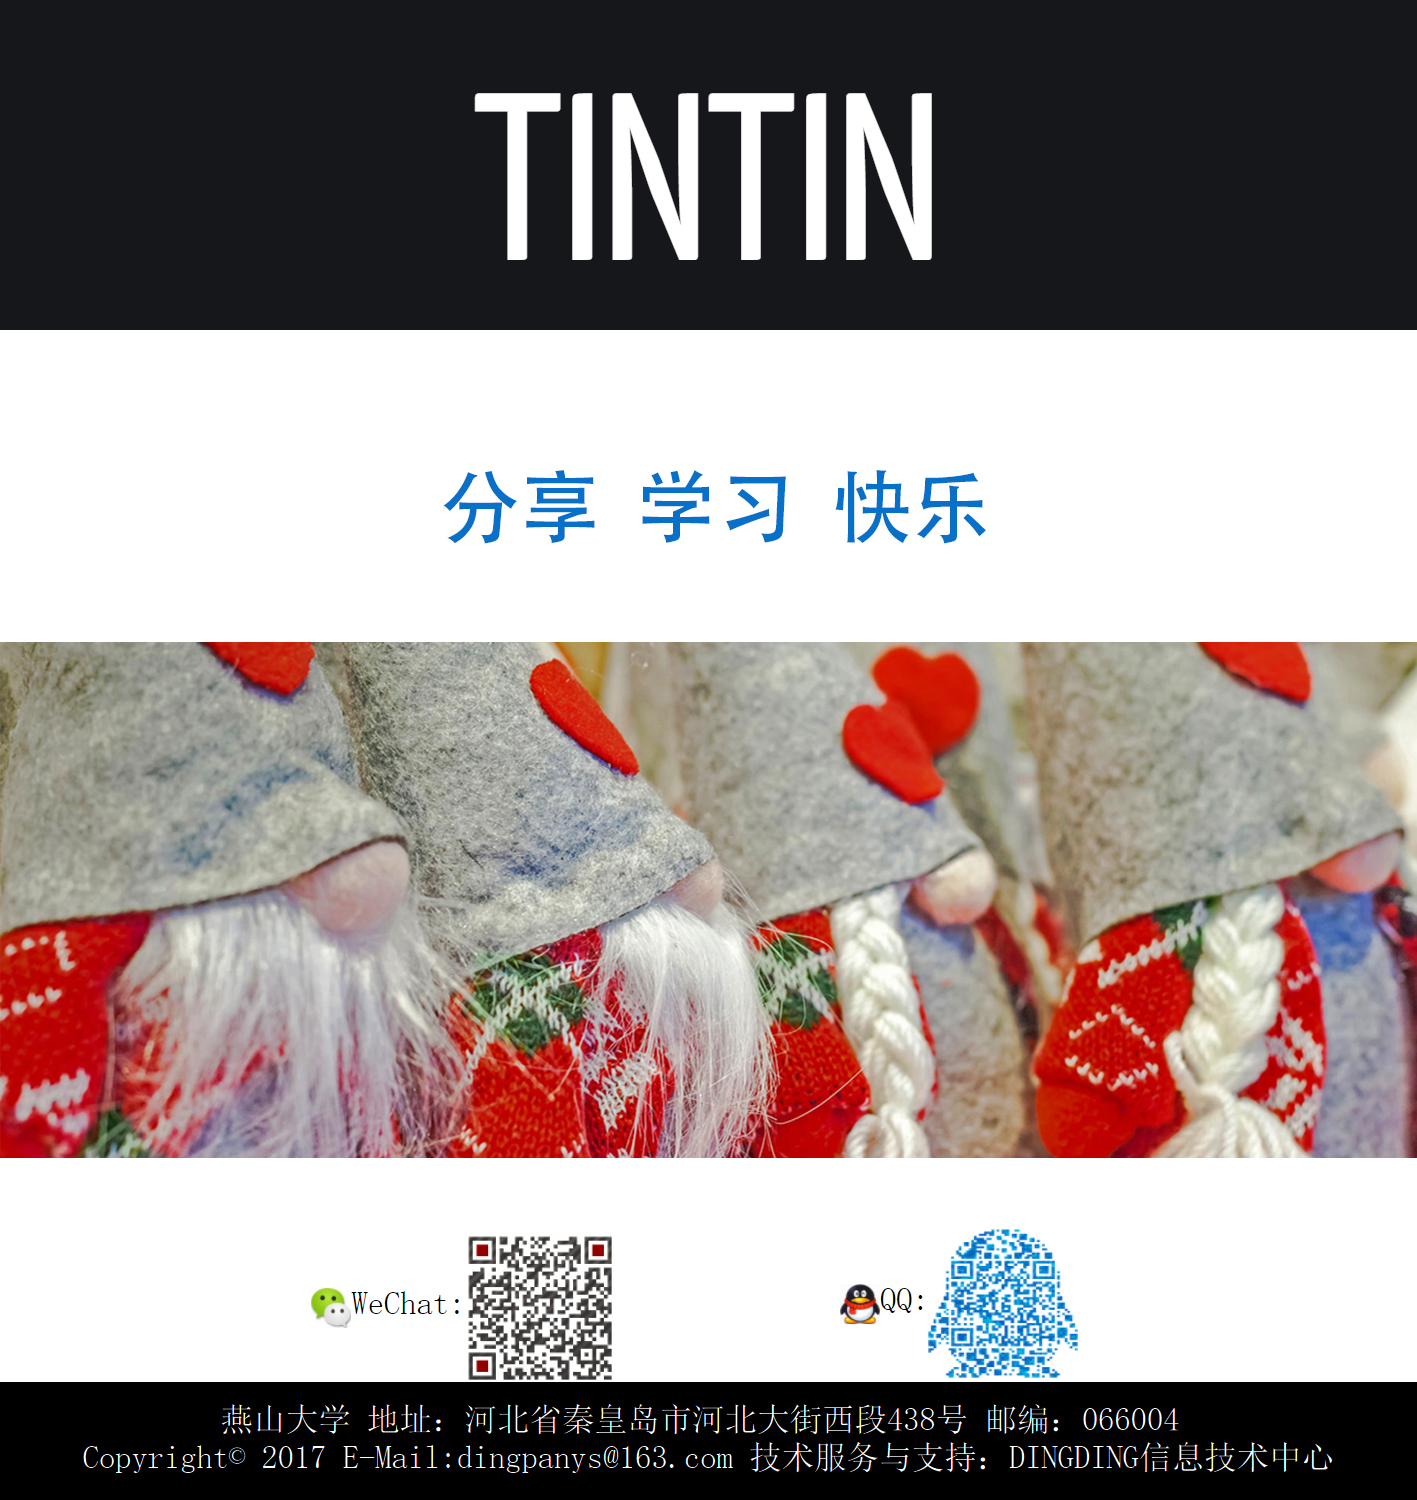 TINTIN
分享 学习 快乐
WeChat:
QQ:
燕山大学 地址：河北省秦皇岛市河北大街西段438号 邮编：066004
Copyright© 2017 E-Mail:dingpanys@163.com 技术服务与支持：DINGDING信息技术中心